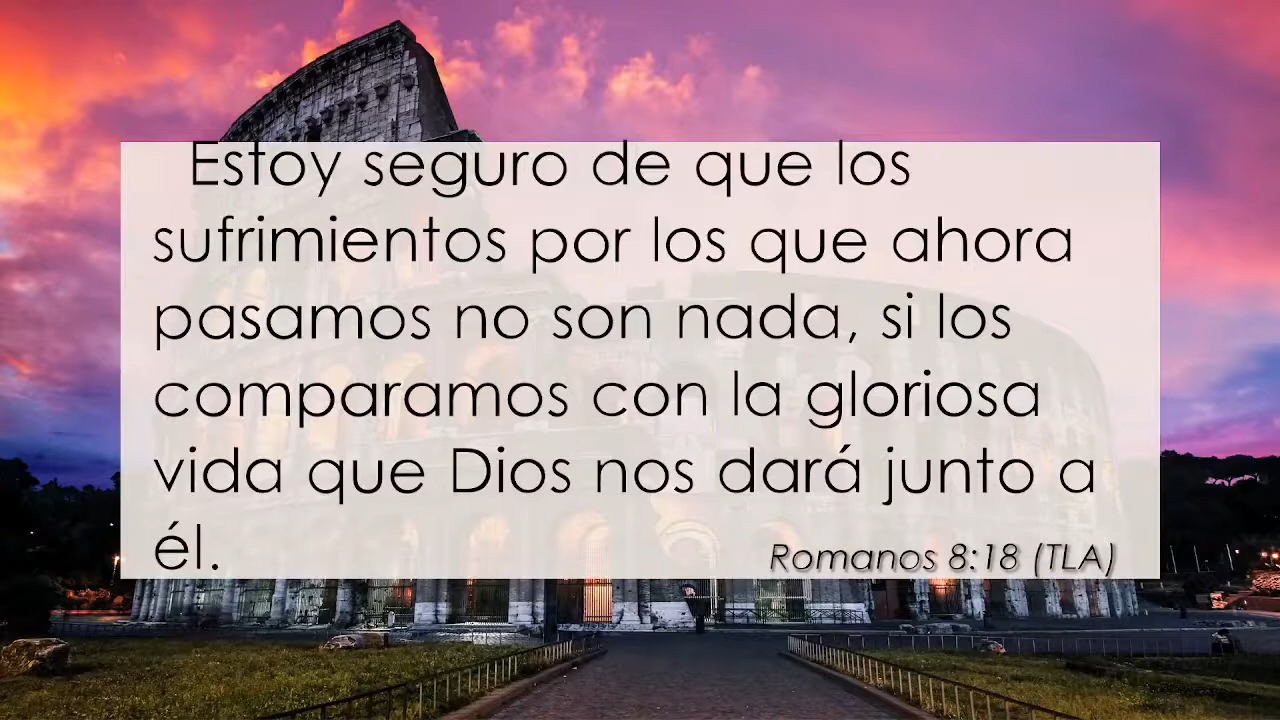 Estoy seguro de que los
sufrimientos por los que ahora
pasamos no son nada, si los
comparamos con la gloriosa
vida que Dios nos dará junto a
él.
Romanos 8:18 (TLA)